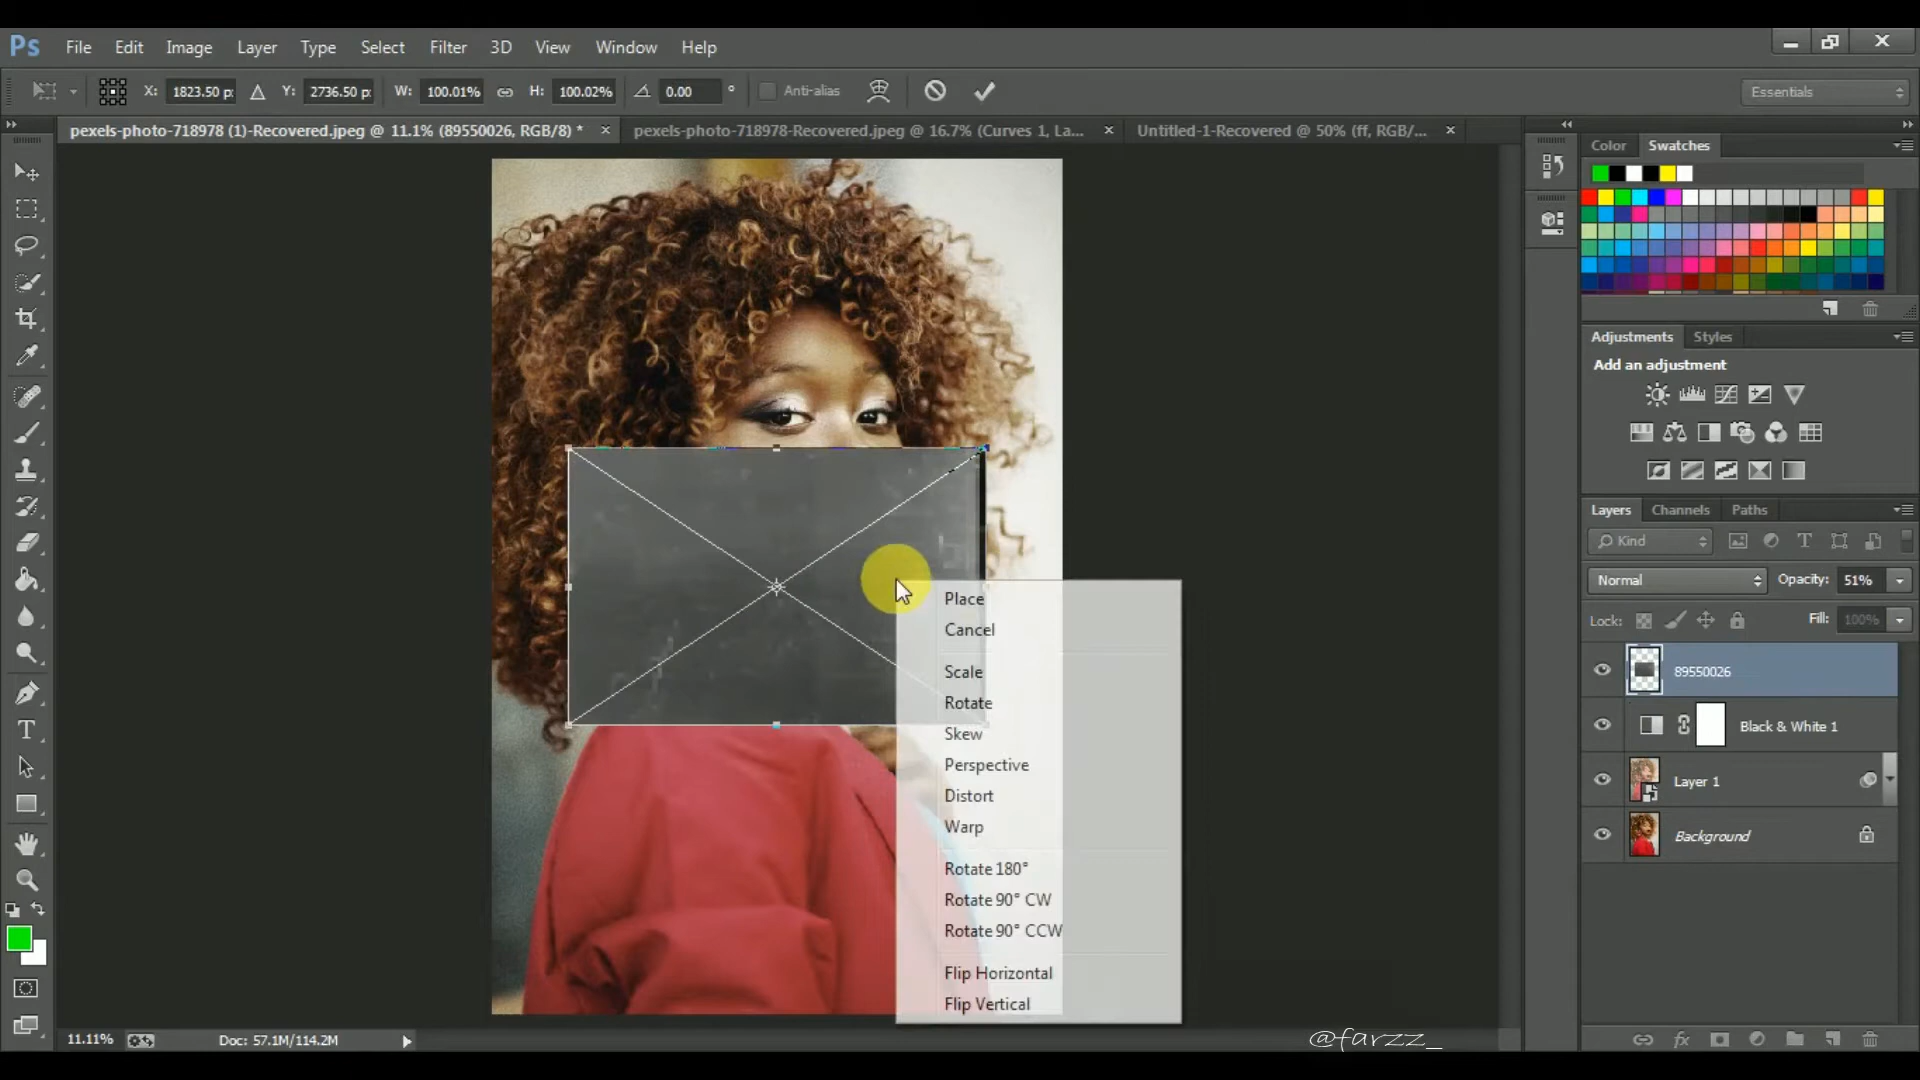 Ps File Edit Image Layer Type Select Filter 3D View Window Help
X: 1823.50 p: Y: 2736.50 p: W: 100.01% H: 100.02% 0.00 ° Anti-alias Essentials
pexels-photo-718978 (1)-Recovered.jpeg @ 11.1% (89550026, RGB/8) * × pexels-photo-718978-Recovered.jpeg @ 16.7% (Curves 1, La... × Untitled-1-Recovered @ 50% (ff, RGB/... ×
Color Swatches
Adjustments Styles
Add an adjustment
Layers Channels Paths
Kind
Normal Opacity: 51%
Lock: Fill: 100%
89550026
Black & White 1
Layer 1
Background
Place
Cancel
Scale
Rotate
Skew
Perspective
Distort
Warp
Rotate 180°
Rotate 90° CW
Rotate 90° CCW
Flip Horizontal
Flip Vertical
11.11% Doc: 57.1M/114.2M
@farzz_